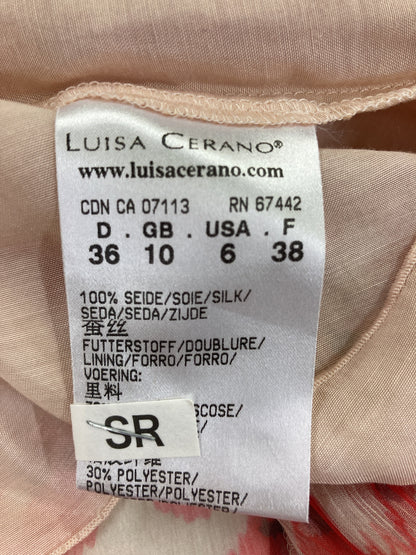 LUISA CERANO®
www.luisacerano.com
CDN CA 07113 RN 67442
D . GB . USA . F
36 10 6 38
100% SEIDE/SOIE/SILK/
SEDA/SEDA/ZIJDE
蚕丝
FUTTERSTOFF/DOUBLURE/
LINING/FORRO/FORRO/
VOERING:
里料
SR
30% POLYESTER/
POLYESTER/POLYESTER/